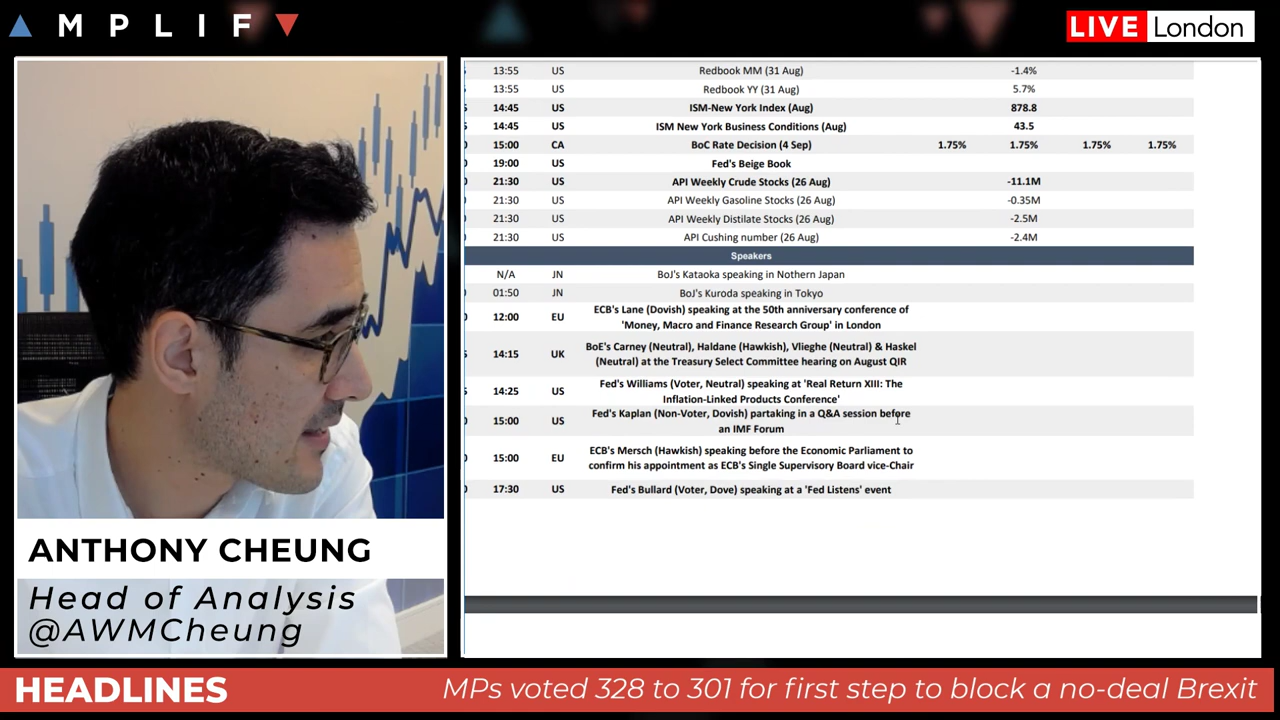 MPLIF
LIVE London
13:55 US Redbook MM (31 Aug) -1.4%
13:55 US Redbook YY (31 Aug) 5.7%
14:45 US ISM-New York Index (Aug) 878.8
14:45 US ISM New York Business Conditions (Aug) 43.5
15:00 CA BoC Rate Decision (4 Sep) 1.75% 1.75% 1.75% 1.75%
19:00 US Fed's Beige Book
21:30 US API Weekly Crude Stocks (26 Aug) -11.1M
21:30 US API Weekly Gasoline Stocks (26 Aug) -0.35M
21:30 US API Weekly Distilate Stocks (26 Aug) -2.5M
21:30 US API Cushing number (26 Aug) -2.4M
Speakers
N/A JN BoJ's Kataoka speaking in Nothern Japan
01:50 JN BoJ's Kuroda speaking in Tokyo
12:00 EU ECB's Lane (Dovish) speaking at the 50th anniversary conference of
'Money, Macro and Finance Research Group' in London
14:15 UK BoE's Carney (Neutral), Haldane (Hawkish), Vlieghe (Neutral) & Haskel
(Neutral) at the Treasury Select Committee hearing on August QIR
14:25 US Fed's Williams (Voter, Neutral) speaking at 'Real Return XIII: The
Inflation-Linked Products Conference'
15:00 US Fed's Kaplan (Non-Voter, Dovish) partaking in a Q&A session before
an IMF Forum
15:00 EU ECB's Mersch (Hawkish) speaking before the Economic Parliament to
confirm his appointment as ECB's Single Supervisory Board vice-Chair
17:30 US Fed's Bullard (Voter, Dove) speaking at a 'Fed Listens' event
ANTHONY CHEUNG
Head of Analysis
@AWMCheung
HEADLINES MPs voted 328 to 301 for first step to block a no-deal Brexit